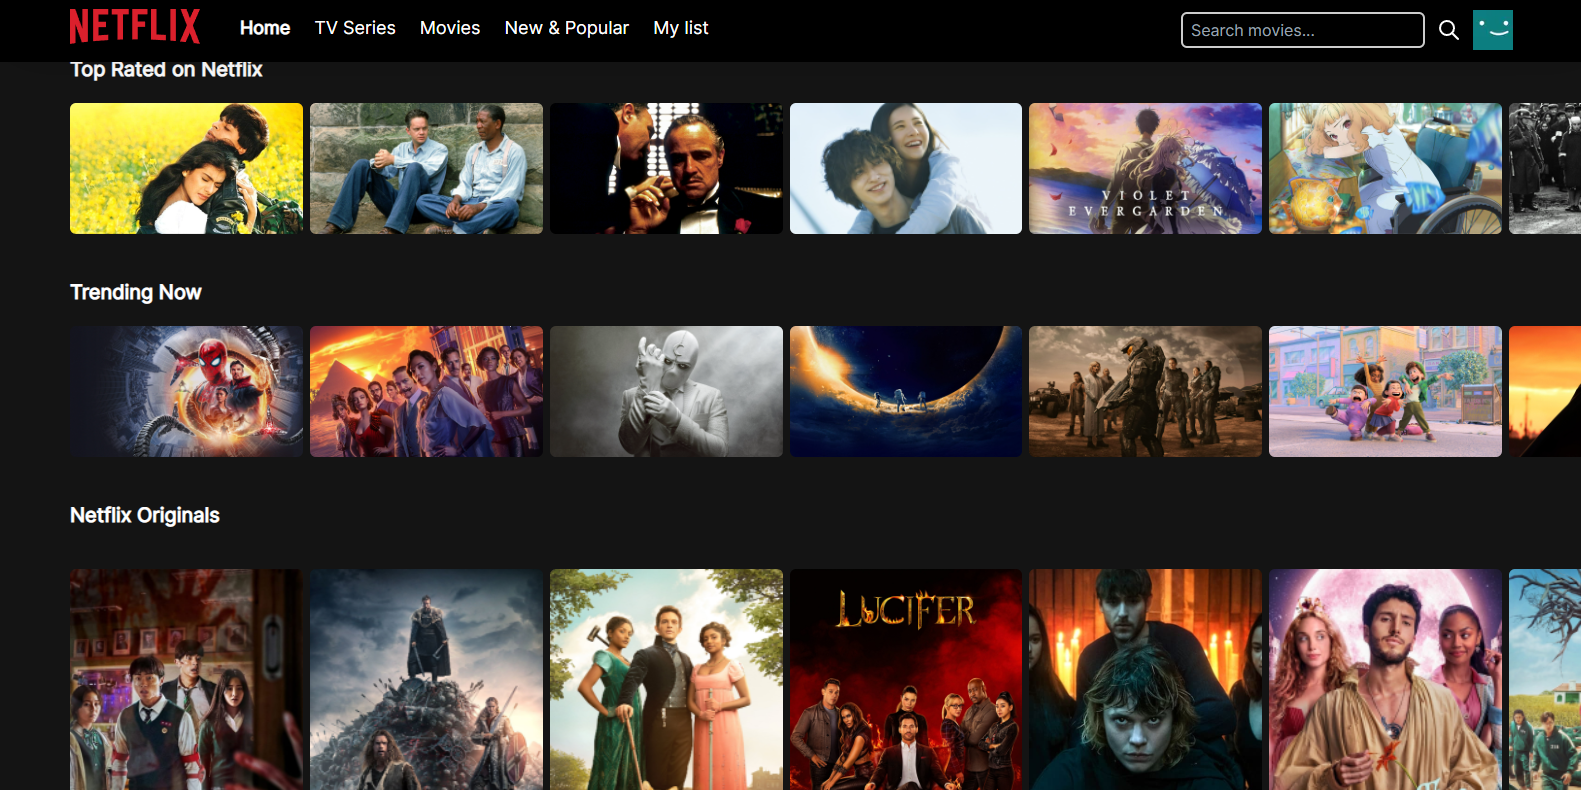 NETFLIX
Home
TV Series
Movies
New & Popular
My list
Search movies...
Top Rated on Netflix
VIOLET
EVERGARDEN
Trending Now
Netflix Originals
LUCIFER